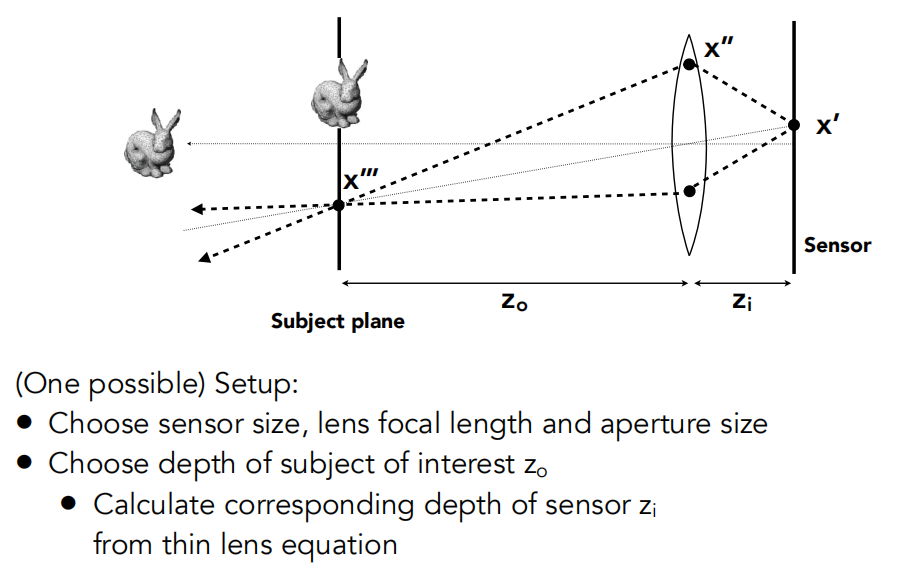 x″
x′
x‴
Sensor
zₒ
zᵢ
Subject plane
(One possible) Setup:
● Choose sensor size, lens focal length and aperture size
● Choose depth of subject of interest zₒ
● Calculate corresponding depth of sensor zᵢ
from thin lens equation